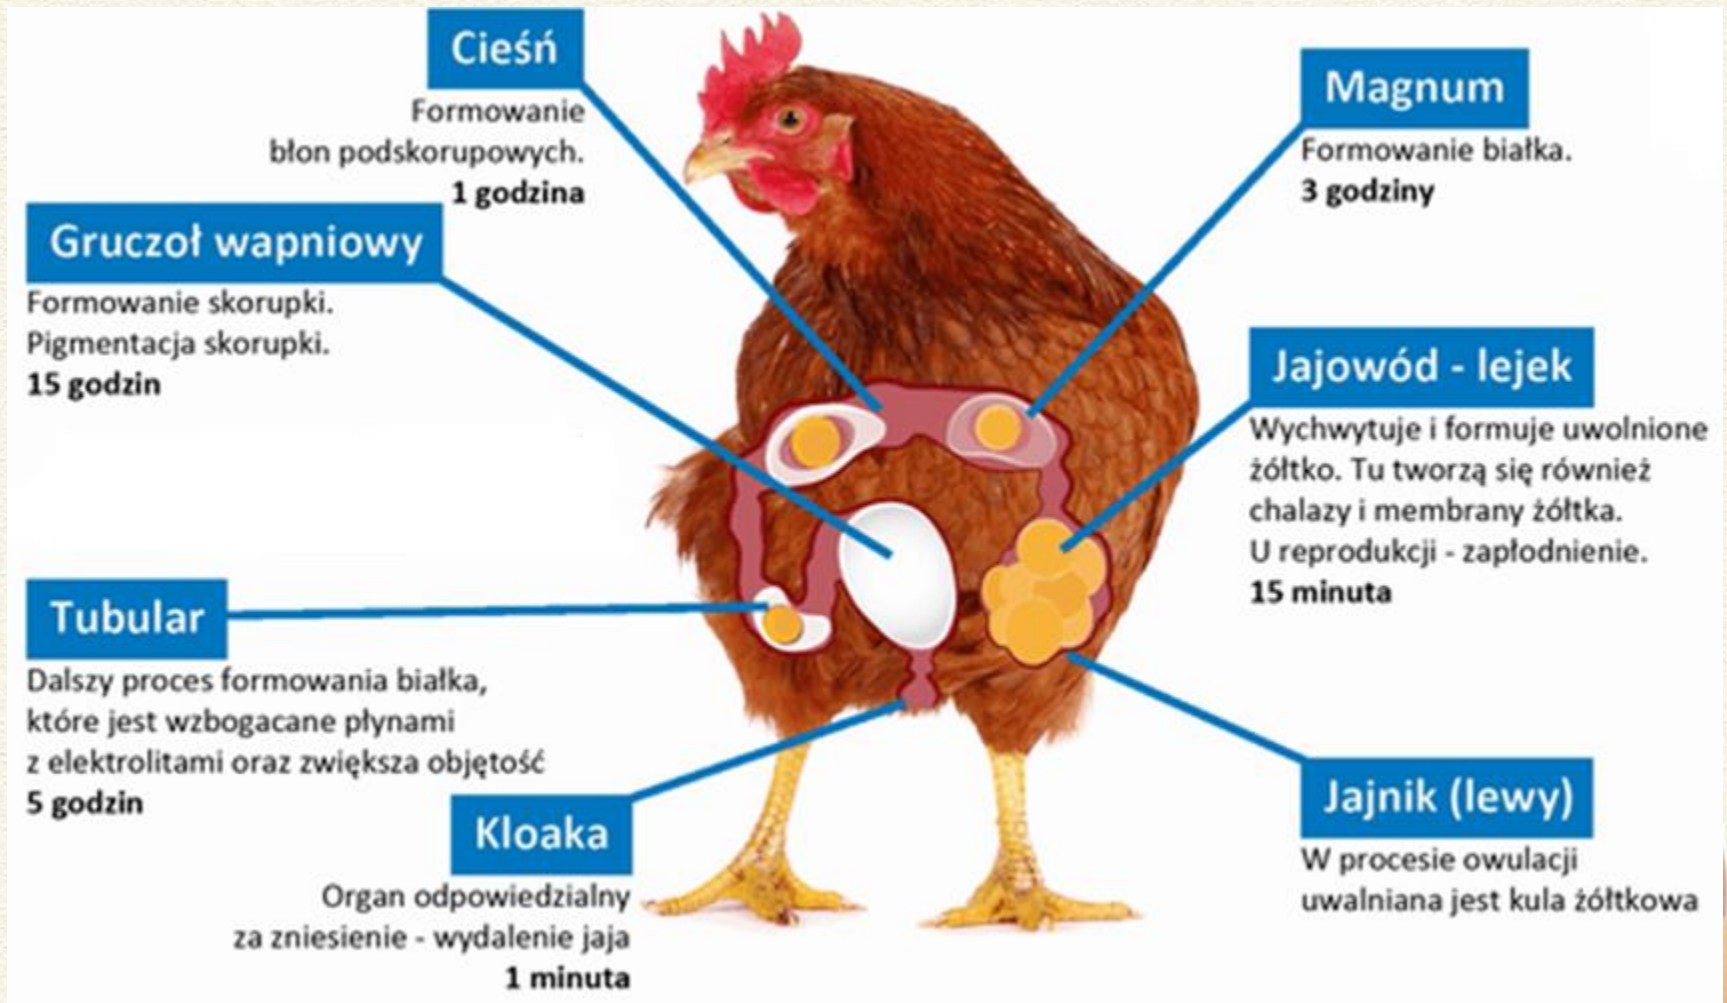 Cieśń
Formowanie
błon podskorupowych.
1 godzina
Magnum
Formowanie białka.
3 godziny
Gruczoł wapniowy
Formowanie skorupki.
Pigmentacja skorupki.
15 godzin
Jajowód - lejek
Wychwytuje i formuje uwolnione
żółtko. Tu tworzą się również
chalazy i membrany żółtka.
U reprodukcji - zapłodnienie.
15 minuta
Tubular
Dalszy proces formowania białka,
które jest wzbogacane płynami
z elektrolitami oraz zwiększa objętość
5 godzin
Kloaka
Organ odpowiedzialny
za zniesienie - wydalenie jaja
1 minuta
Jajnik (lewy)
W procesie owulacji
uwalniana jest kula żółtkowa